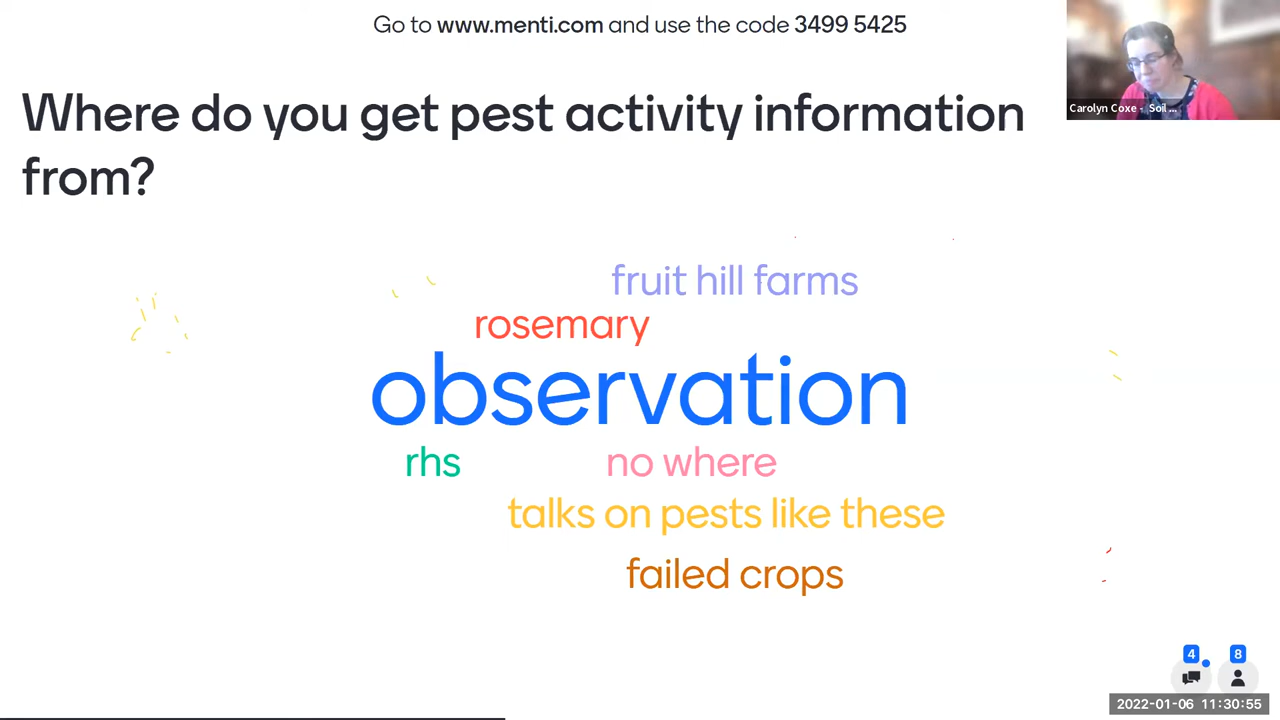 Go to www.menti.com and use the code 3499 5425
Carolyn Coxe - Soil ...
Where do you get pest activity information
from?
fruit hill farms
rosemary
observation
rhs
no where
talks on pests like these
failed crops
4
8
2022-01-06 11:30:55